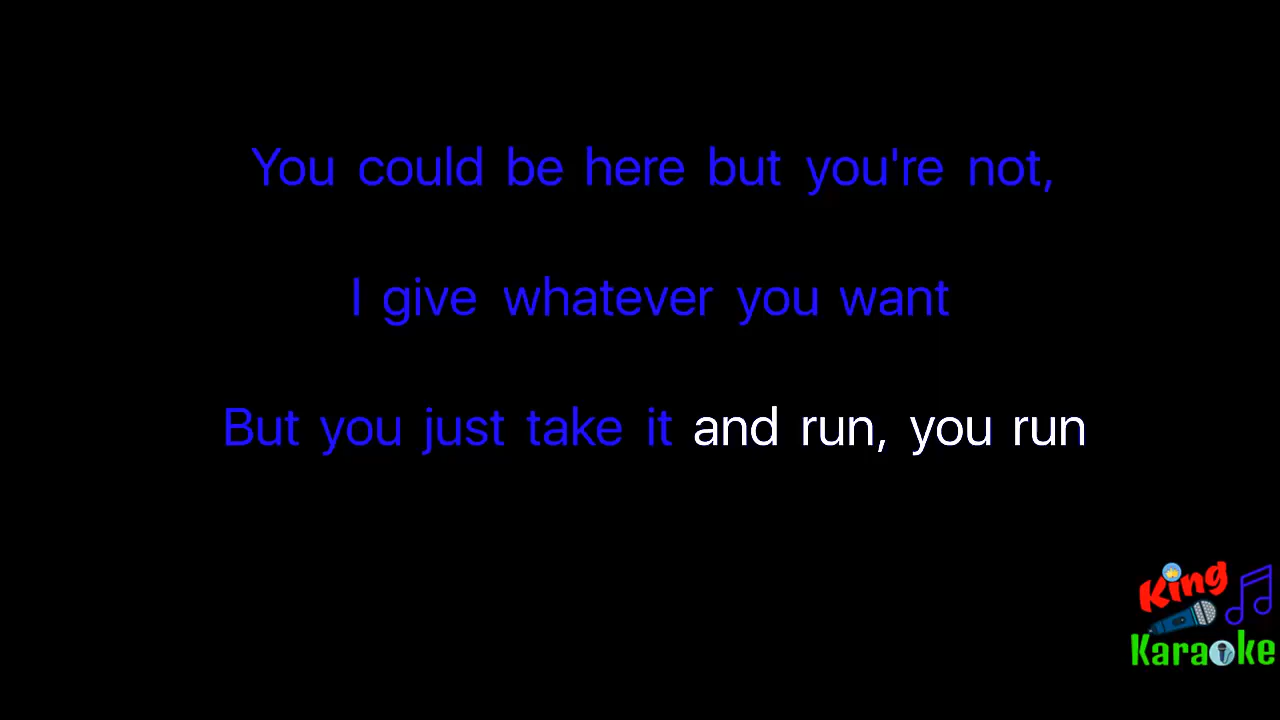 You could be here but you're not,
I give whatever you want
But you just take it and run, you run
King
Karaoke